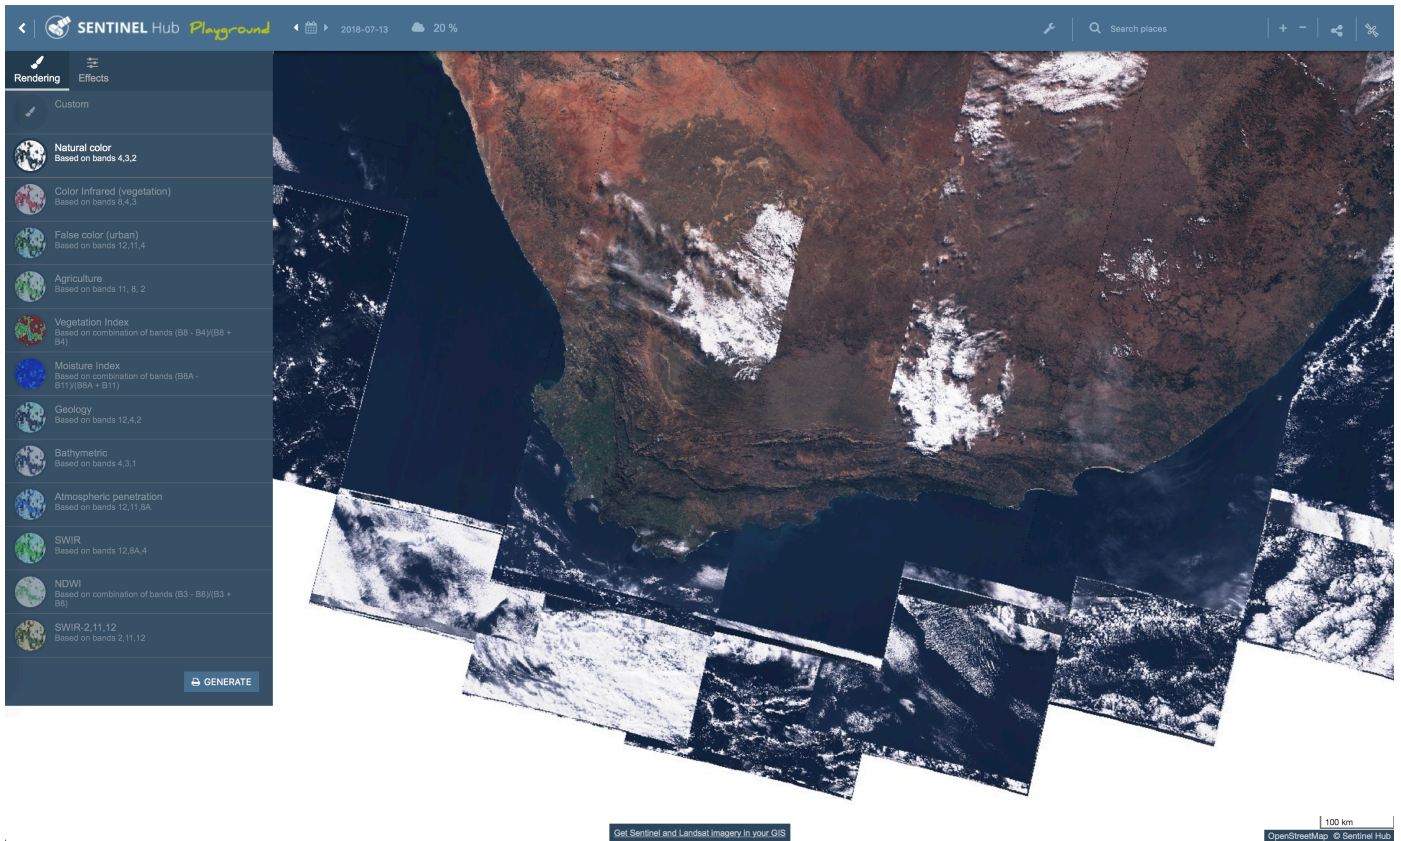 SENTINEL Hub Playground
2018-07-13
20 %
Search places
Rendering
Effects
Custom
Natural color
Based on bands 4,3,2
Color Infrared (vegetation)
Based on bands 8,4,3
False color (urban)
Based on bands 12,11,4
Agriculture
Based on bands 11, 8, 2
Vegetation Index
Based on combination of bands (B8 - B4)/(B8 +
B4)
Moisture Index
Based on combination of bands (B8A -
B11)/(B8A + B11)
Geology
Based on bands 12,4,2
Bathymetric
Based on bands 4,3,1
Atmospheric penetration
Based on bands 12,11,8A
SWIR
Based on bands 12,8A,4
NDWI
Based on combination of bands (B3 - B8)/(B3 +
B8)
SWIR-2,11,12
Based on bands 2,11,12
GENERATE
100 km
Get Sentinel and Landsat imagery in your GIS
OpenStreetMap © Sentinel Hub